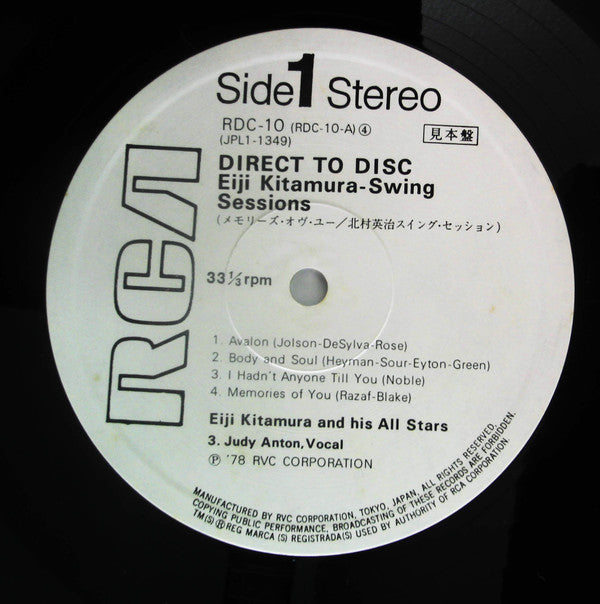 Side 1 Stereo
RDC-10 (RDC-10-A)④
(JPL1-1349)
見本盤
DIRECT TO DISC
Eiji Kitamura-Swing
Sessions
(メモリーズ・オヴ・ユー/北村英治スイング・セッション)
RCA
33⅓ rpm
1. Avalon (Jolson-DeSylva-Rose)
2. Body and Soul (Heyman-Sour-Eyton-Green)
3. I Hadn't Anyone Till You (Noble)
4. Memories of You (Razaf-Blake)
Eiji Kitamura and his All Stars
3. Judy Anton, Vocal
Ⓟ '78 RVC CORPORATION
MANUFACTURED BY RVC CORPORATION, TOKYO, JAPAN, ALL RIGHTS RESERVED.
COPYING PUBLIC PERFORMANCE, BROADCASTING OF THESE RECORDS ARE FORBIDDEN.
TM(S) ® REG MARCA (S) REGISTRADA(S) USED BY AUTHORITY OF RCA CORPORATION.